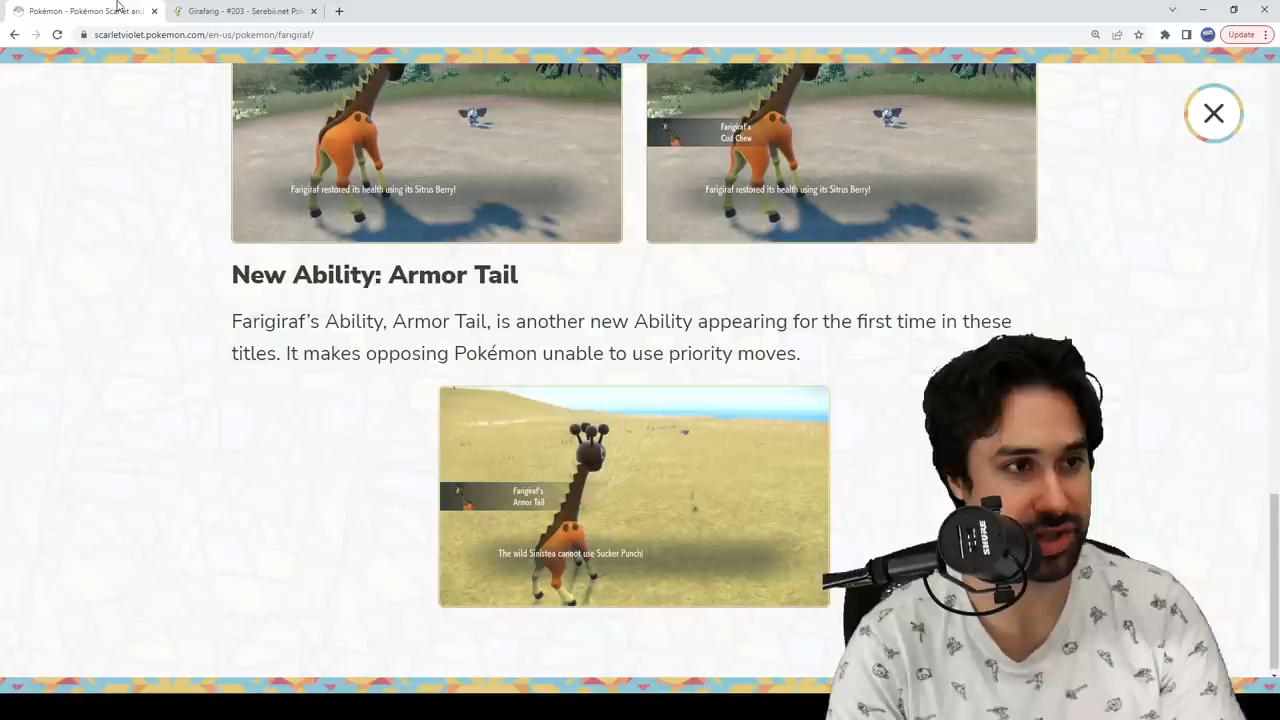 Pokémon - Pokémon Scarlet and
Girafarig - #203 - Serebii.net Pok
scarletviolet.pokemon.com/en-us/pokemon/farigiraf/
Update
Farigiraf restored its health using its Sitrus Berry!
Farigiraf's
Cud Chew
Farigiraf restored its health using its Sitrus Berry!
New Ability: Armor Tail
Farigiraf’s Ability, Armor Tail, is another new Ability appearing for the first time in these
titles. It makes opposing Pokémon unable to use priority moves.
Farigiraf's
Armor Tail
The wild Sinistea cannot use Sucker Punch!
SHURE